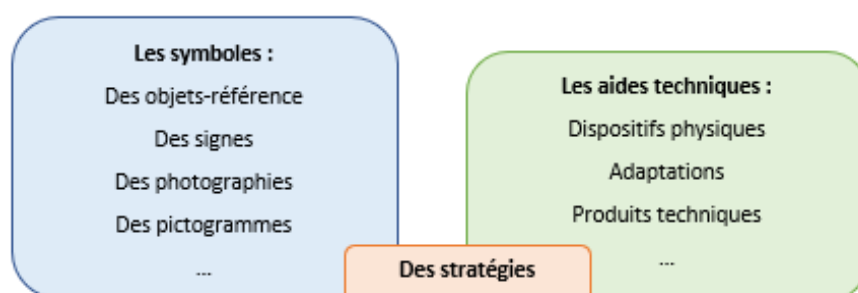 Les symboles :
Des objets-référence
Des signes
Des photographies
Des pictogrammes
...
Les aides techniques :
Dispositifs physiques
Adaptations
Produits techniques
...
Des stratégies